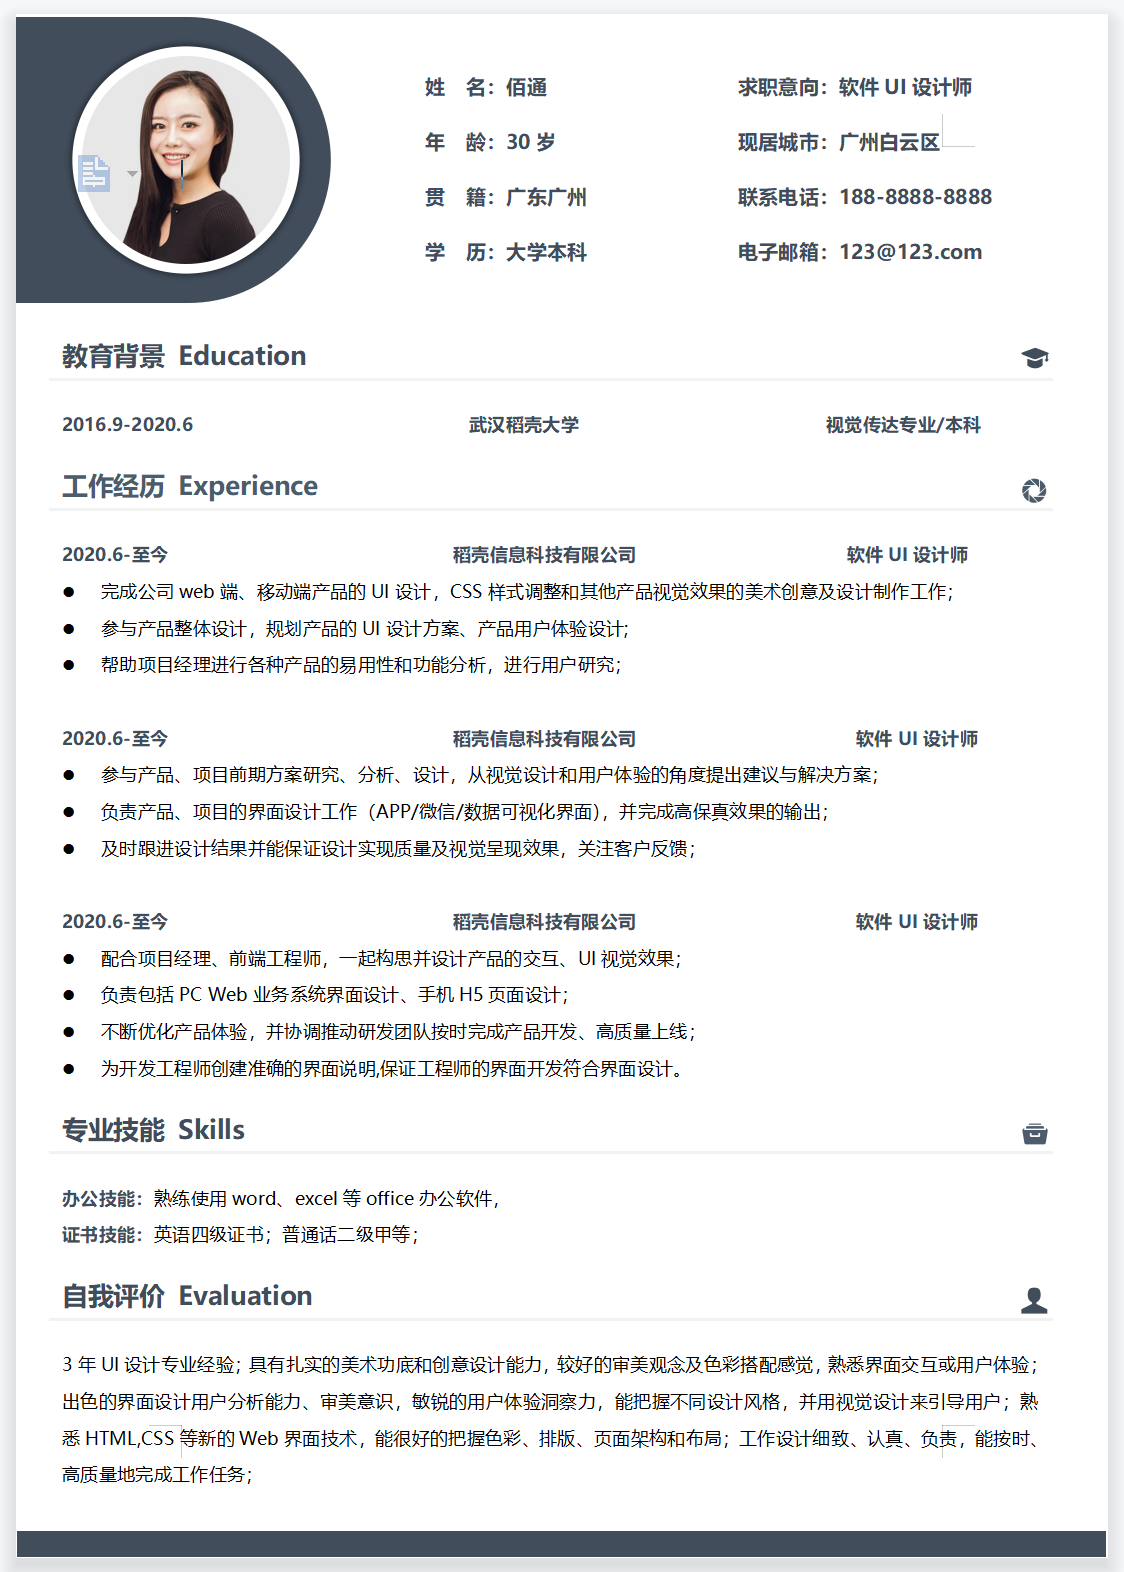 姓 名：佰通 求职意向：软件 UI 设计师
年 龄：30 岁 现居城市：广州白云区
贯 籍：广东广州 联系电话：188-8888-8888
学 历：大学本科 电子邮箱：123@123.com
教育背景 Education
2016.9-2020.6 武汉稻壳大学 视觉传达专业/本科
工作经历 Experience
2020.6-至今 稻壳信息科技有限公司 软件 UI 设计师
● 完成公司 web 端、移动端产品的 UI 设计，CSS 样式调整和其他产品视觉效果的美术创意及设计制作工作；
● 参与产品整体设计，规划产品的 UI 设计方案、产品用户体验设计;
● 帮助项目经理进行各种产品的易用性和功能分析，进行用户研究；
2020.6-至今 稻壳信息科技有限公司 软件 UI 设计师
● 参与产品、项目前期方案研究、分析、设计，从视觉设计和用户体验的角度提出建议与解决方案；
● 负责产品、项目的界面设计工作（APP/微信/数据可视化界面），并完成高保真效果的输出；
● 及时跟进设计结果并能保证设计实现质量及视觉呈现效果，关注客户反馈；
2020.6-至今 稻壳信息科技有限公司 软件 UI 设计师
● 配合项目经理、前端工程师，一起构思并设计产品的交互、UI 视觉效果；
● 负责包括 PC Web 业务系统界面设计、手机 H5 页面设计；
● 不断优化产品体验，并协调推动研发团队按时完成产品开发、高质量上线；
● 为开发工程师创建准确的界面说明,保证工程师的界面开发符合界面设计。
专业技能 Skills
办公技能：熟练使用 word、excel 等 office 办公软件，
证书技能：英语四级证书；普通话二级甲等；
自我评价 Evaluation
3 年 UI 设计专业经验；具有扎实的美术功底和创意设计能力，较好的审美观念及色彩搭配感觉，熟悉界面交互或用户体验；
出色的界面设计用户分析能力、审美意识，敏锐的用户体验洞察力，能把握不同设计风格，并用视觉设计来引导用户；熟
悉 HTML,CSS 等新的 Web 界面技术，能很好的把握色彩、排版、页面架构和布局；工作设计细致、认真、负责，能按时、
高质量地完成工作任务；